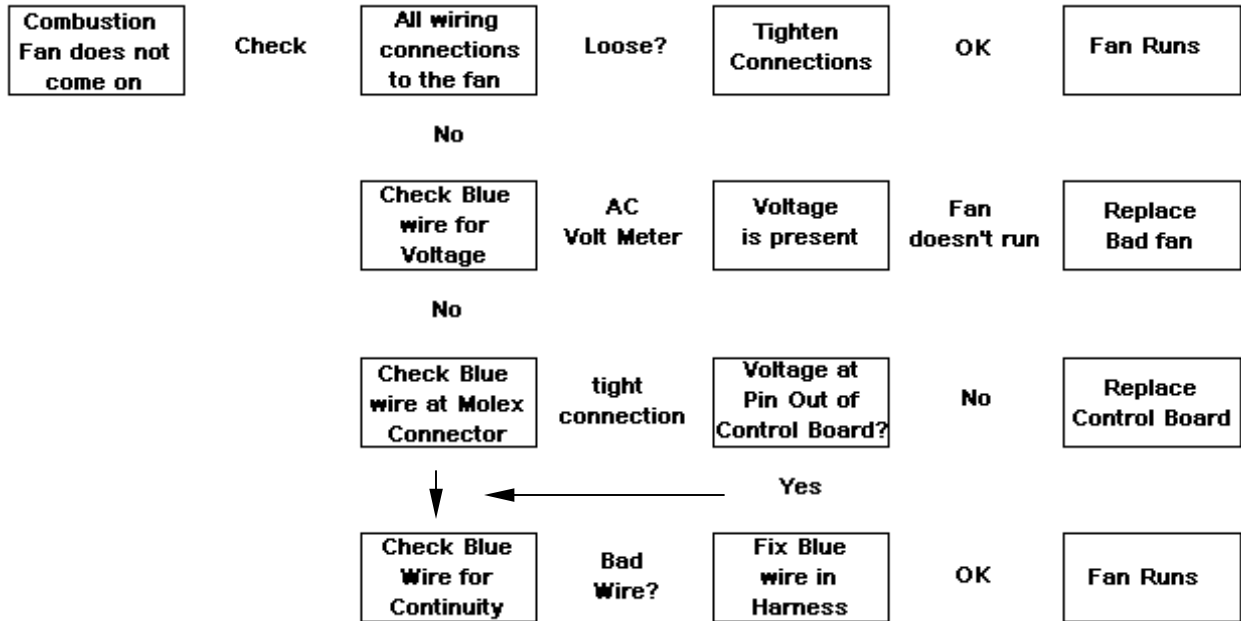 Combustion
Fan does not
come on
Check
All wiring
connections
to the fan
Loose?
Tighten
Connections
OK
Fan Runs
No
Check Blue
wire for
Voltage
AC
Volt Meter
Voltage
is present
Fan
doesn't run
Replace
Bad fan
No
Check Blue
wire at Molex
Connector
tight
connection
Voltage at
Pin Out of
Control Board?
No
Replace
Control Board
Yes
Check Blue
Wire for
Continuity
Bad
Wire?
Fix Blue
wire in
Harness
OK
Fan Runs